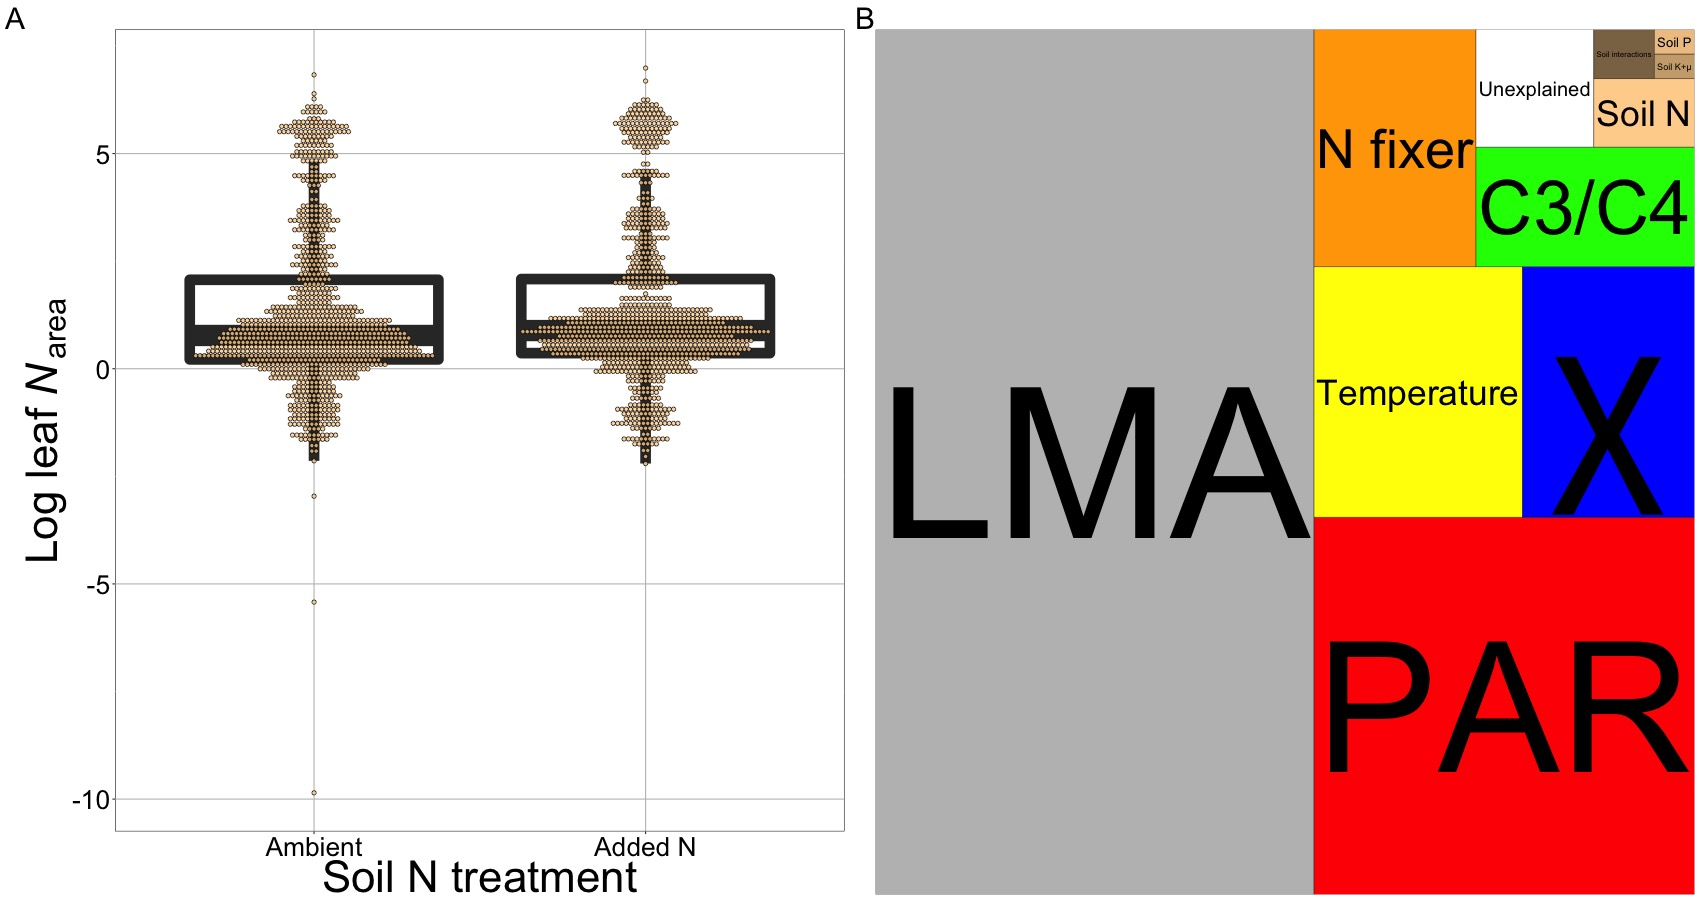 A
B
5
0
-5
-10
Log leaf Narea
Ambient
Added N
Soil N treatment
LMA
N fixer
Unexplained
Soil interactions
Soil P
Soil K+μ
Soil N
C3/C4
Temperature
χ
PAR